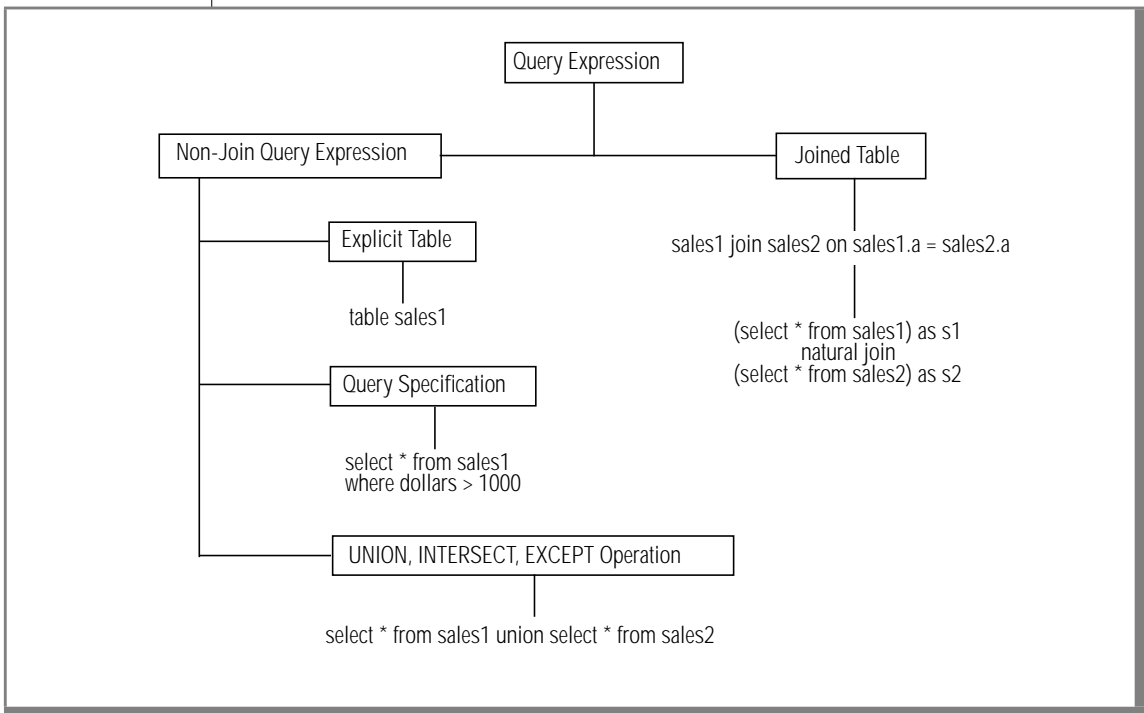 Query Expression
Non-Join Query Expression
Joined Table
Explicit Table
table sales1
Query Specification
select * from sales1
where dollars > 1000
UNION, INTERSECT, EXCEPT Operation
select * from sales1 union select * from sales2
sales1 join sales2 on sales1.a = sales2.a
(select * from sales1) as s1
natural join
(select * from sales2) as s2